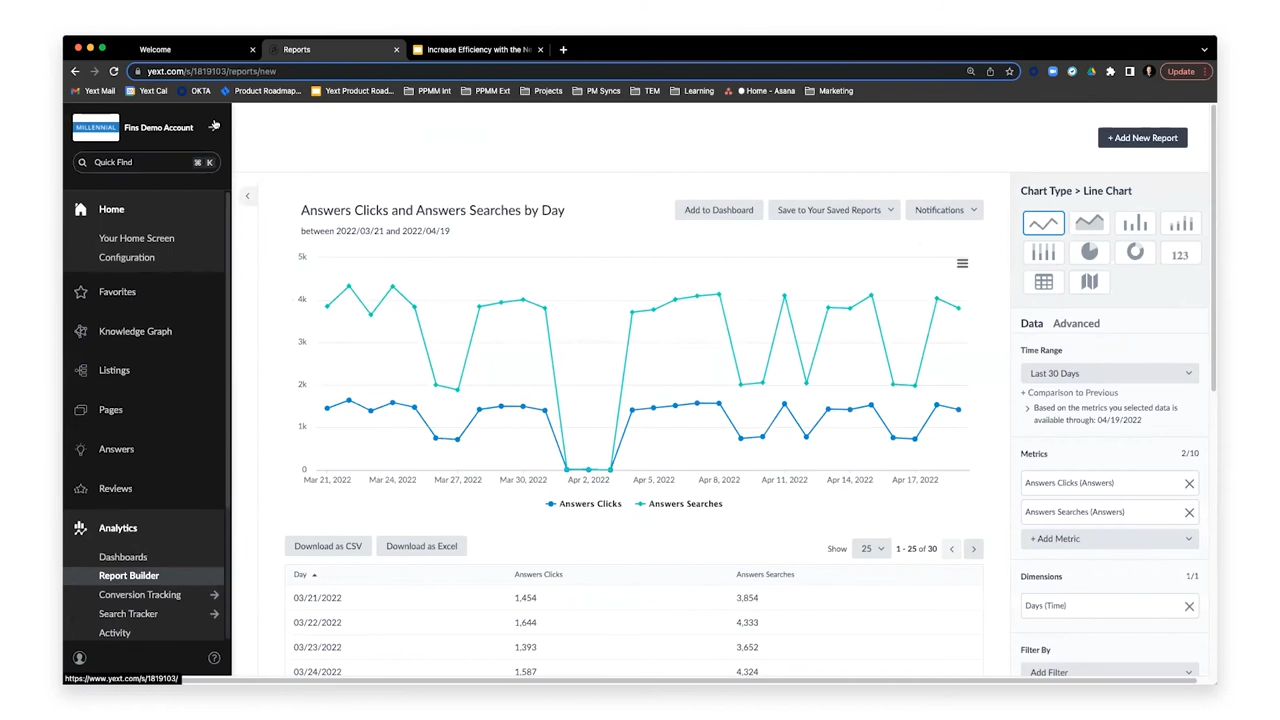 Welcome
Reports
Increase Efficiency with the Ne
yext.com/s/1819103/reports/new
Update
Yext Mail
Yext Cal
OKTA
Product Roadmap...
Yext Product Road...
PPMM Int
PPMM Ext
Projects
PM Syncs
TEM
Learning
Home - Asana
Marketing
MILLENNIAL
Fins Demo Account
Quick Find
⌘ K
Home
Your Home Screen
Configuration
Favorites
Knowledge Graph
Listings
Pages
Answers
Reviews
Analytics
Dashboards
Report Builder
Conversion Tracking
Search Tracker
Activity
https://www.yext.com/s/1819103/
+ Add New Report
Answers Clicks and Answers Searches by Day
between 2022/03/21 and 2022/04/19
Add to Dashboard
Save to Your Saved Reports
Notifications
5k
4k
3k
2k
1k
0
Mar 21, 2022
Mar 24, 2022
Mar 27, 2022
Mar 30, 2022
Apr 2, 2022
Apr 5, 2022
Apr 8, 2022
Apr 11, 2022
Apr 14, 2022
Apr 17, 2022
Answers Clicks
Answers Searches
Download as CSV
Download as Excel
Show
25
1 - 25 of 30
Day
Answers Clicks
Answers Searches
03/21/2022
1,454
3,854
03/22/2022
1,644
4,333
03/23/2022
1,393
3,652
03/24/2022
1,587
4,324
Chart Type > Line Chart
123
Data
Advanced
Time Range
Last 30 Days
+ Comparison to Previous
Based on the metrics you selected data is
available through: 04/19/2022
Metrics
2/10
Answers Clicks (Answers)
Answers Searches (Answers)
+ Add Metric
Dimensions
1/1
Days (Time)
Filter By
Add Filter